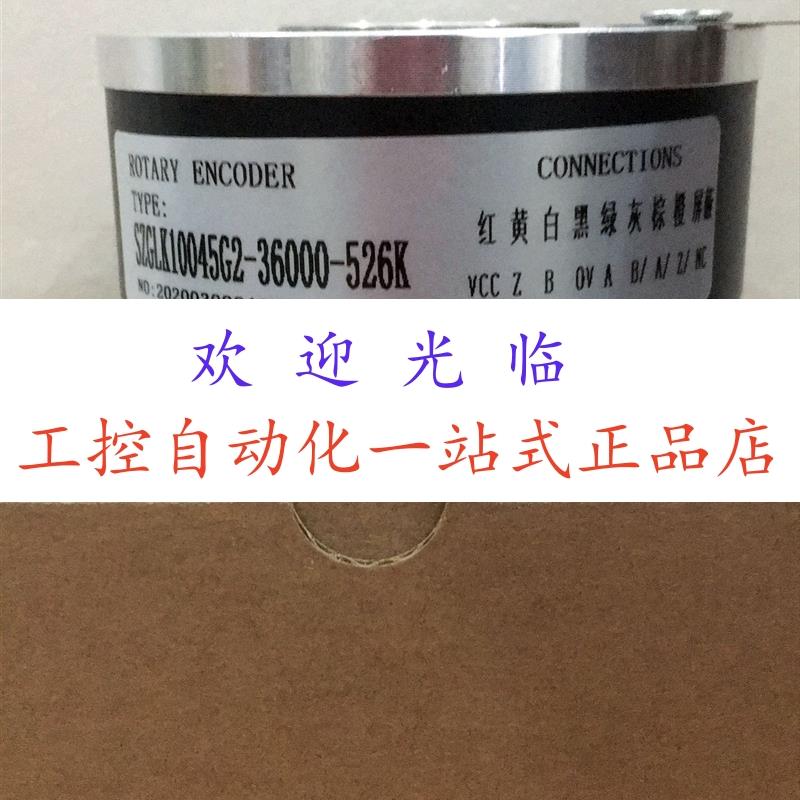 ROTARY ENCODER
TYPE:
SZGLK10045G2-36000-526K
CONNECTIONS
红 黄 白 黑 绿 灰 棕 橙 屏蔽
VCC Z B 0V A B/ A/ Z/ NC
欢迎光临
工控自动化一站式正品店